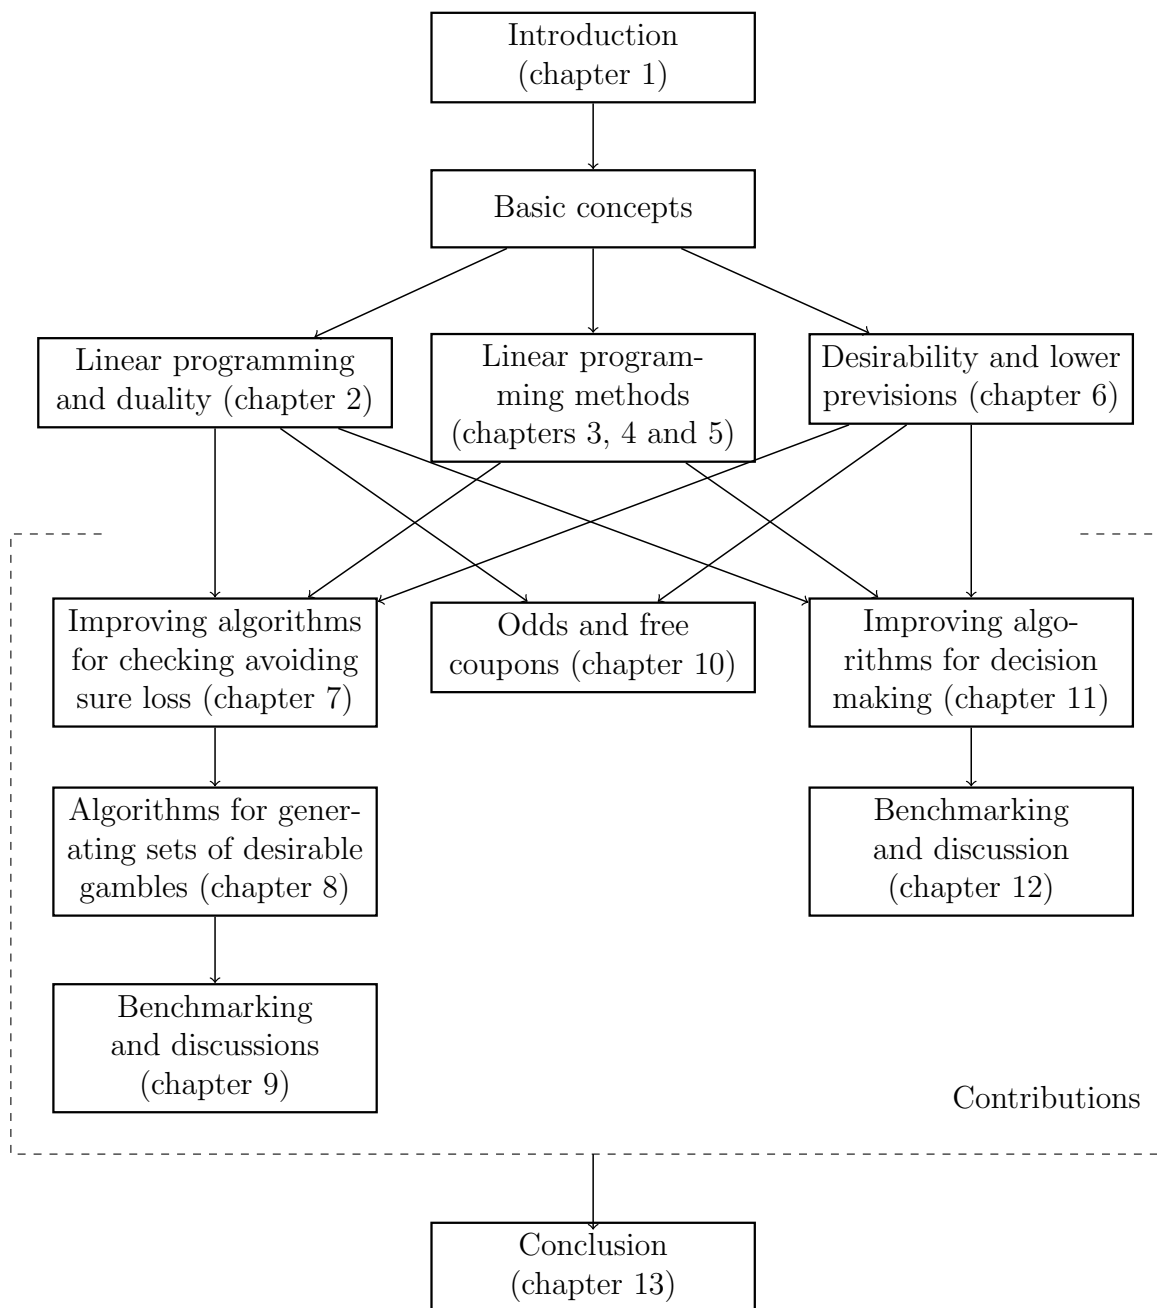 Introduction
(chapter 1)
Basic concepts
Linear programming
and duality (chapter 2)
Linear program-
ming methods
(chapters 3, 4 and 5)
Desirability and lower
previsions (chapter 6)
Improving algorithms
for checking avoiding
sure loss (chapter 7)
Odds and free
coupons (chapter 10)
Improving algo-
rithms for decision
making (chapter 11)
Algorithms for gener-
ating sets of desirable
gambles (chapter 8)
Benchmarking
and discussion
(chapter 12)
Benchmarking
and discussions
(chapter 9)
Contributions
Conclusion
(chapter 13)